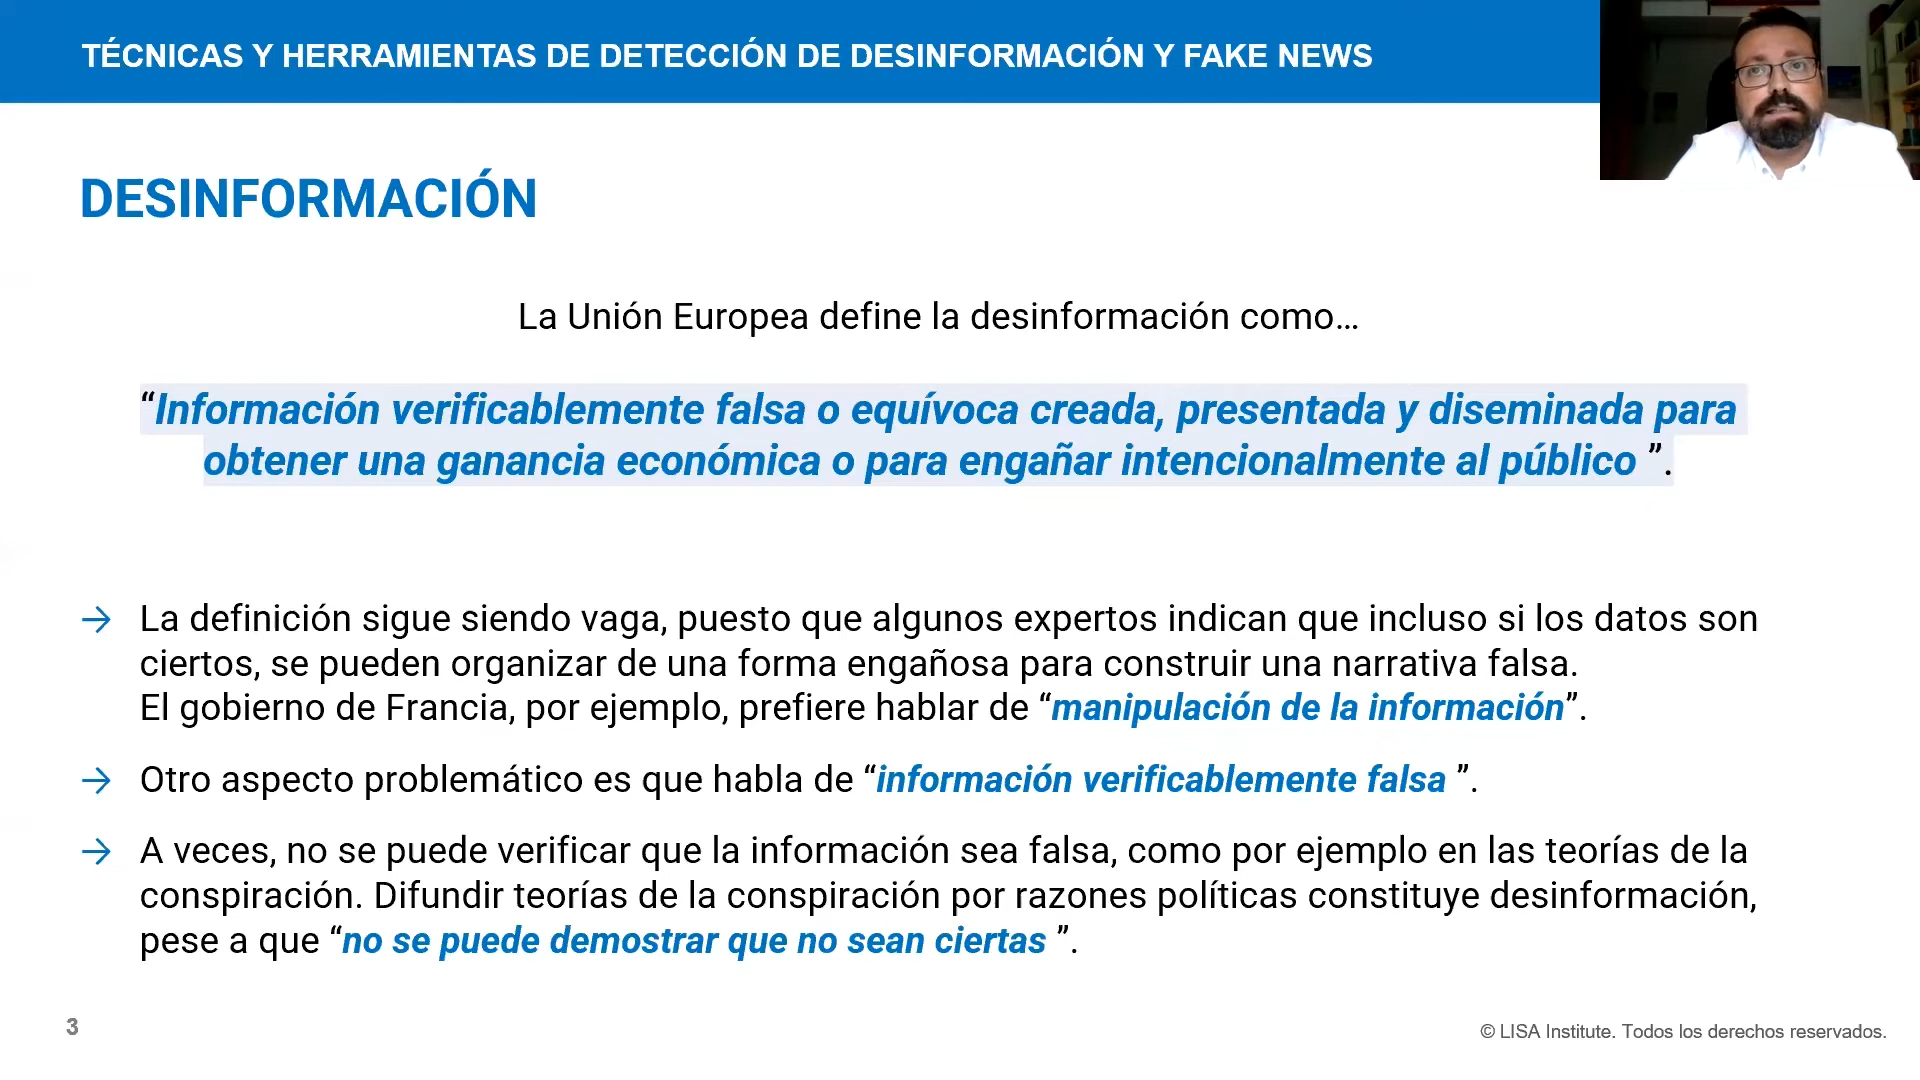 TÉCNICAS Y HERRAMIENTAS DE DETECCIÓN DE DESINFORMACIÓN Y FAKE NEWS
DESINFORMACIÓN
La Unión Europea define la desinformación como…
“Información verificablemente falsa o equívoca creada, presentada y diseminada para
obtener una ganancia económica o para engañar intencionalmente al público ”.
→ La definición sigue siendo vaga, puesto que algunos expertos indican que incluso si los datos son
ciertos, se pueden organizar de una forma engañosa para construir una narrativa falsa.
El gobierno de Francia, por ejemplo, prefiere hablar de “manipulación de la información”.
→ Otro aspecto problemático es que habla de “información verificablemente falsa ”.
→ A veces, no se puede verificar que la información sea falsa, como por ejemplo en las teorías de la
conspiración. Difundir teorías de la conspiración por razones políticas constituye desinformación,
pese a que “no se puede demostrar que no sean ciertas ”.
3
© LISA Institute. Todos los derechos reservados.